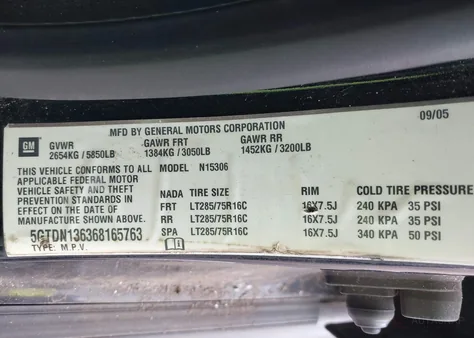 09/05
MFD BY GENERAL MOTORS CORPORATION
GM GVWR GAWR FRT GAWR RR
2654KG / 5850LB 1384KG / 3050LB 1452KG / 3200LB
THIS VEHICLE CONFORMS TO ALL MODEL N15306
APPLICABLE FEDERAL MOTOR
VEHICLE SAFETY AND THEFT
PREVENTION STANDARDS IN
EFFECT ON THE DATE OF
MANUFACTURE SHOWN ABOVE.
NADA TIRE SIZE RIM COLD TIRE PRESSURE
FRT LT285/75R16C 16X7.5J 240 KPA 35 PSI
RR LT285/75R16C 16X7.5J 240 KPA 35 PSI
SPA LT285/75R16C 16X7.5J 340 KPA 50 PSI
5GTDN136368165763
TYPE: M.P.V.